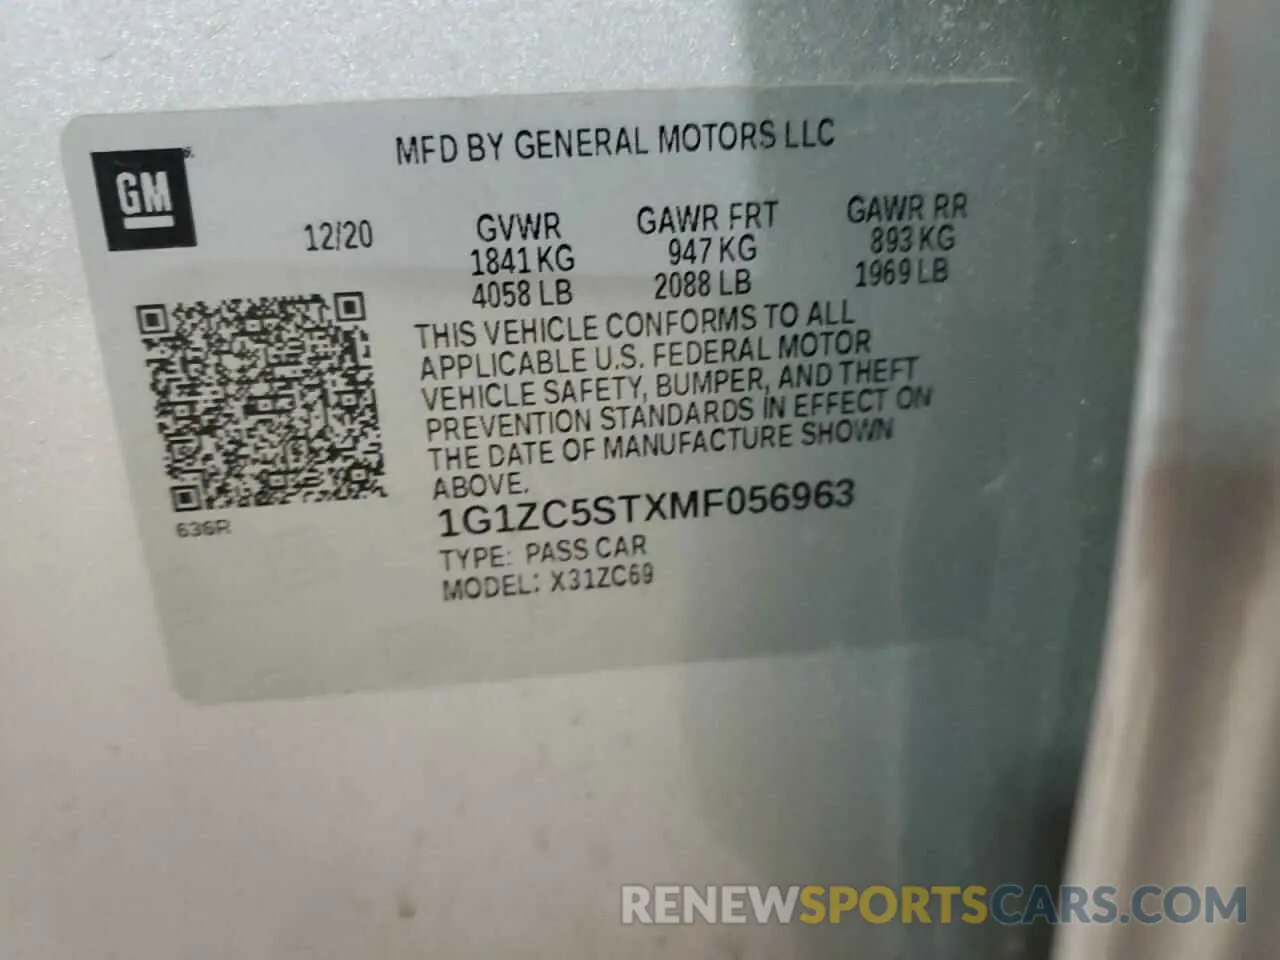 MFD BY GENERAL MOTORS LLC
GM
12/20 GVWR GAWR FRT GAWR RR
1841 KG 947 KG 893 KG
4058 LB 2088 LB 1969 LB
THIS VEHICLE CONFORMS TO ALL
APPLICABLE U.S. FEDERAL MOTOR
VEHICLE SAFETY, BUMPER, AND THEFT
PREVENTION STANDARDS IN EFFECT ON
THE DATE OF MANUFACTURE SHOWN
ABOVE.
636R
1G1ZC5STXMF056963
TYPE: PASS CAR
MODEL: X31ZC69
RENEWSPORTSCARS.COM